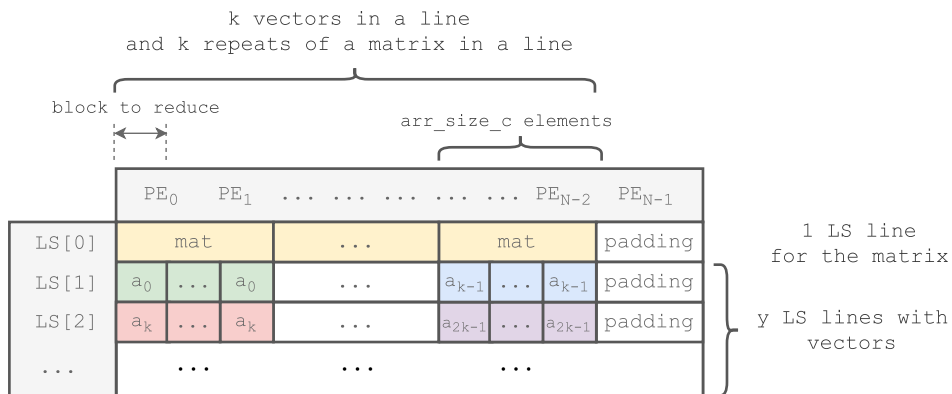 k vectors in a line
and k repeats of a matrix in a line
block to reduce
arr_size_c elements
PE0 PE1 ... ... ... ... ... PEN-2 PEN-1
LS[0] mat ... mat padding
1 LS line
for the matrix
LS[1] a0 ... a0 ... ak-1 ... ak-1 padding
LS[2] ak ... ak ... a2k-1 ... a2k-1 padding
y LS lines with
vectors
... ... ... ...